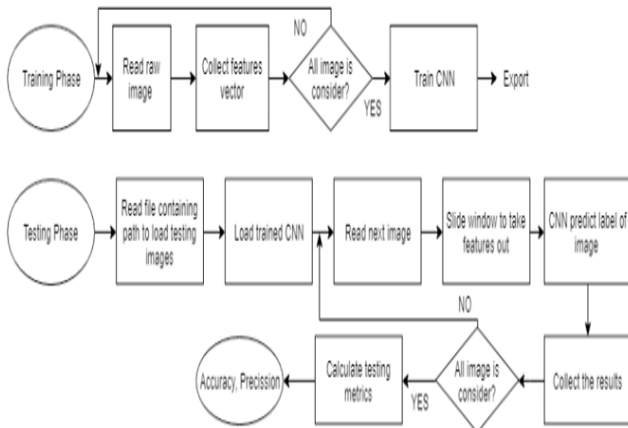 NO
Training Phase
Read raw
image
Collect features
vector
All image is
consider?
YES
Train CNN
Export
Testing Phase
Read file containing
path to load testing
images
Load trained CNN
Read next image
Slide window to take
features out
CNN predict label of
image
NO
Accuracy, Precission
Calculate testing
metrics
YES
All image is
consider?
Collect the results